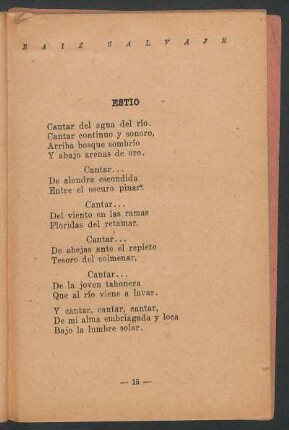 RAIZ SALVAJE
ESTIO
Cantar del agua del río.
Cantar continuo y sonoro,
Arriba bosque sombrío
Y abajo arenas de oro.
Cantar...
De alondra escondida
Entre el oscuro pinar.
Cantar...
Del viento en las ramas
Floridas del retamar.
Cantar...
De abejas ante el repleto
Tesoro del colmenar,
Cantar...
De la joven tahonera
Que al río viene a lavar.
Y cantar, cantar, cantar,
De mi alma embriagada y loca
Bajo la lumbre solar.
— 15 —